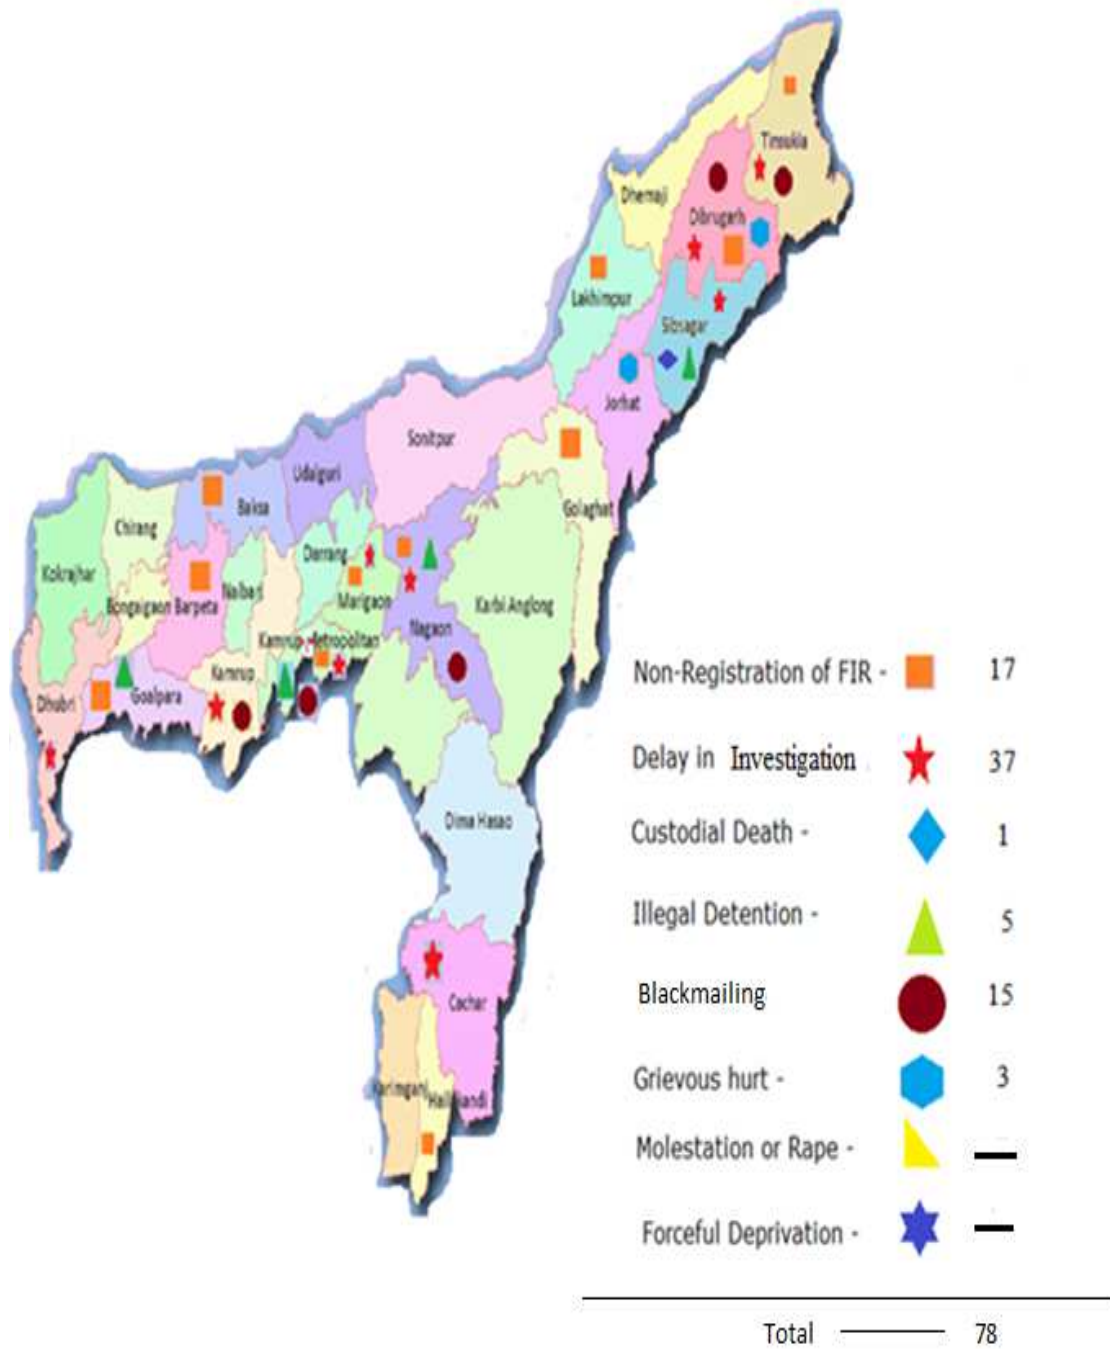 Tinsukia
Dhemaji
Dibrugarh
Lakhimpur
Sibsagar
Jorhat
Sonitpur
Udalguri
Baksa
Golaghat
Chirang
Kokrajhar
Darrang
Nalbari
Bongaigaon Barpeta
Marigaon
Karbi Anglong
Nagaon
Kamrup Metropolitan
Kamrup
Goalpara
Dhubri
Dima Hasao
Cachar
Karimganj
Hailakandi
Non-Registration of FIR - 17
Delay in Investigation 37
Custodial Death - 1
Illegal Detention - 5
Blackmailing 15
Grievous hurt - 3
Molestation or Rape - —
Forceful Deprivation - —
Total 78